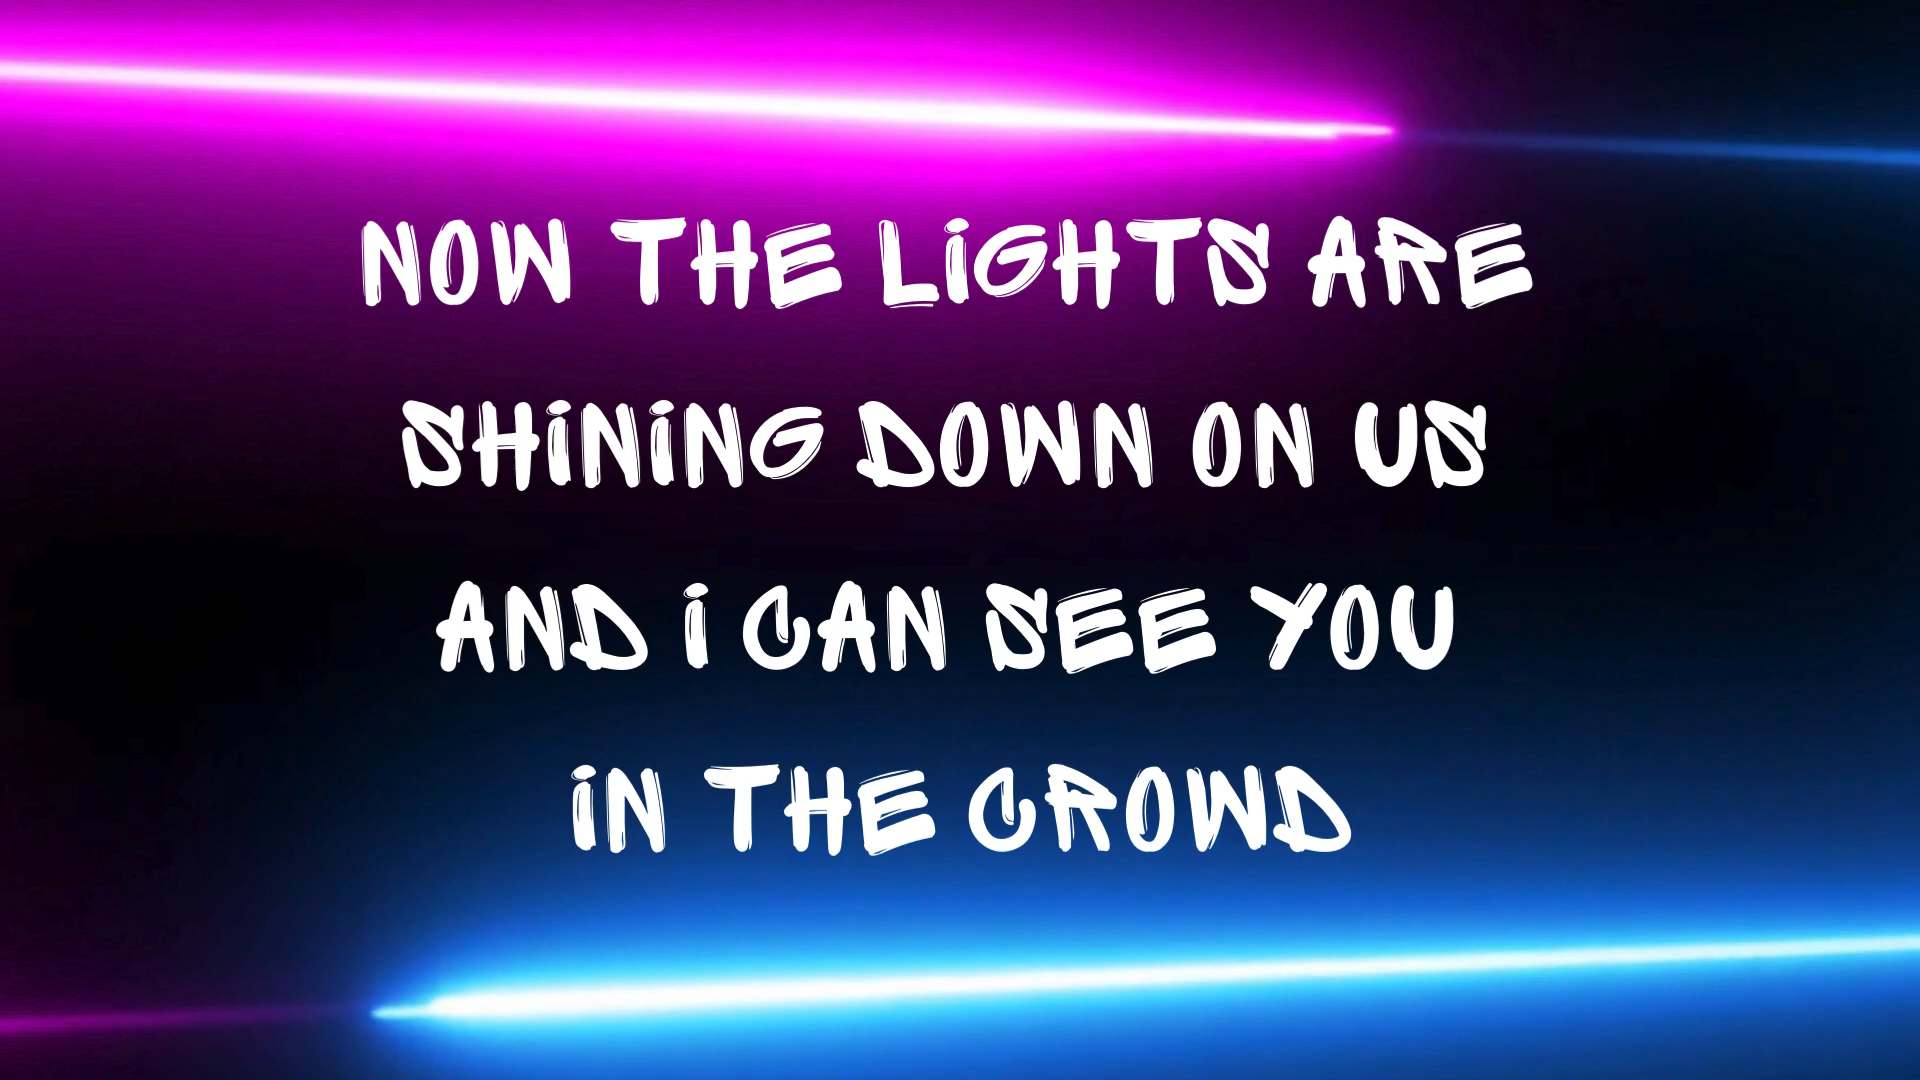 NOW THE LiGHTS ARE
SHiNiNG DOWN ON US
AND i CAN SEE YOU
iN THE CROWD